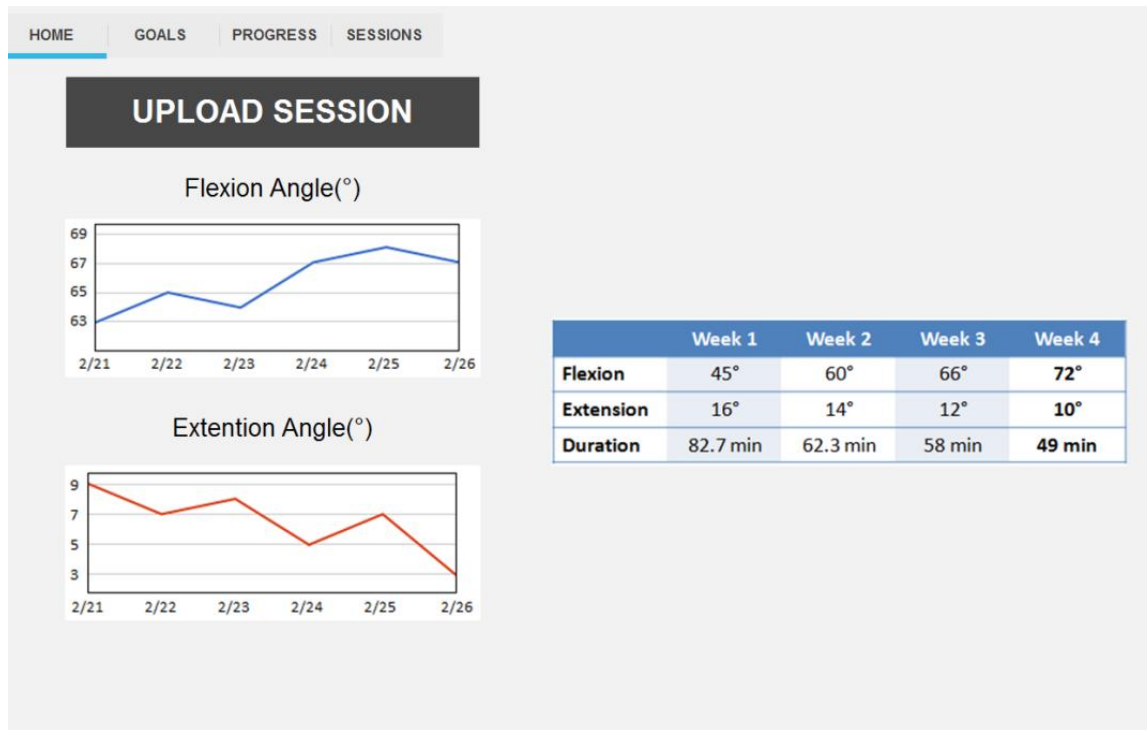 HOME GOALS PROGRESS SESSIONS
UPLOAD SESSION
Flexion Angle(°)
69
67
65
63
2/21 2/22 2/23 2/24 2/25 2/26
Extention Angle(°)
9
7
5
3
2/21 2/22 2/23 2/24 2/25 2/26
Week 1 Week 2 Week 3 Week 4
Flexion 45° 60° 66° 72°
Extension 16° 14° 12° 10°
Duration 82.7 min 62.3 min 58 min 49 min